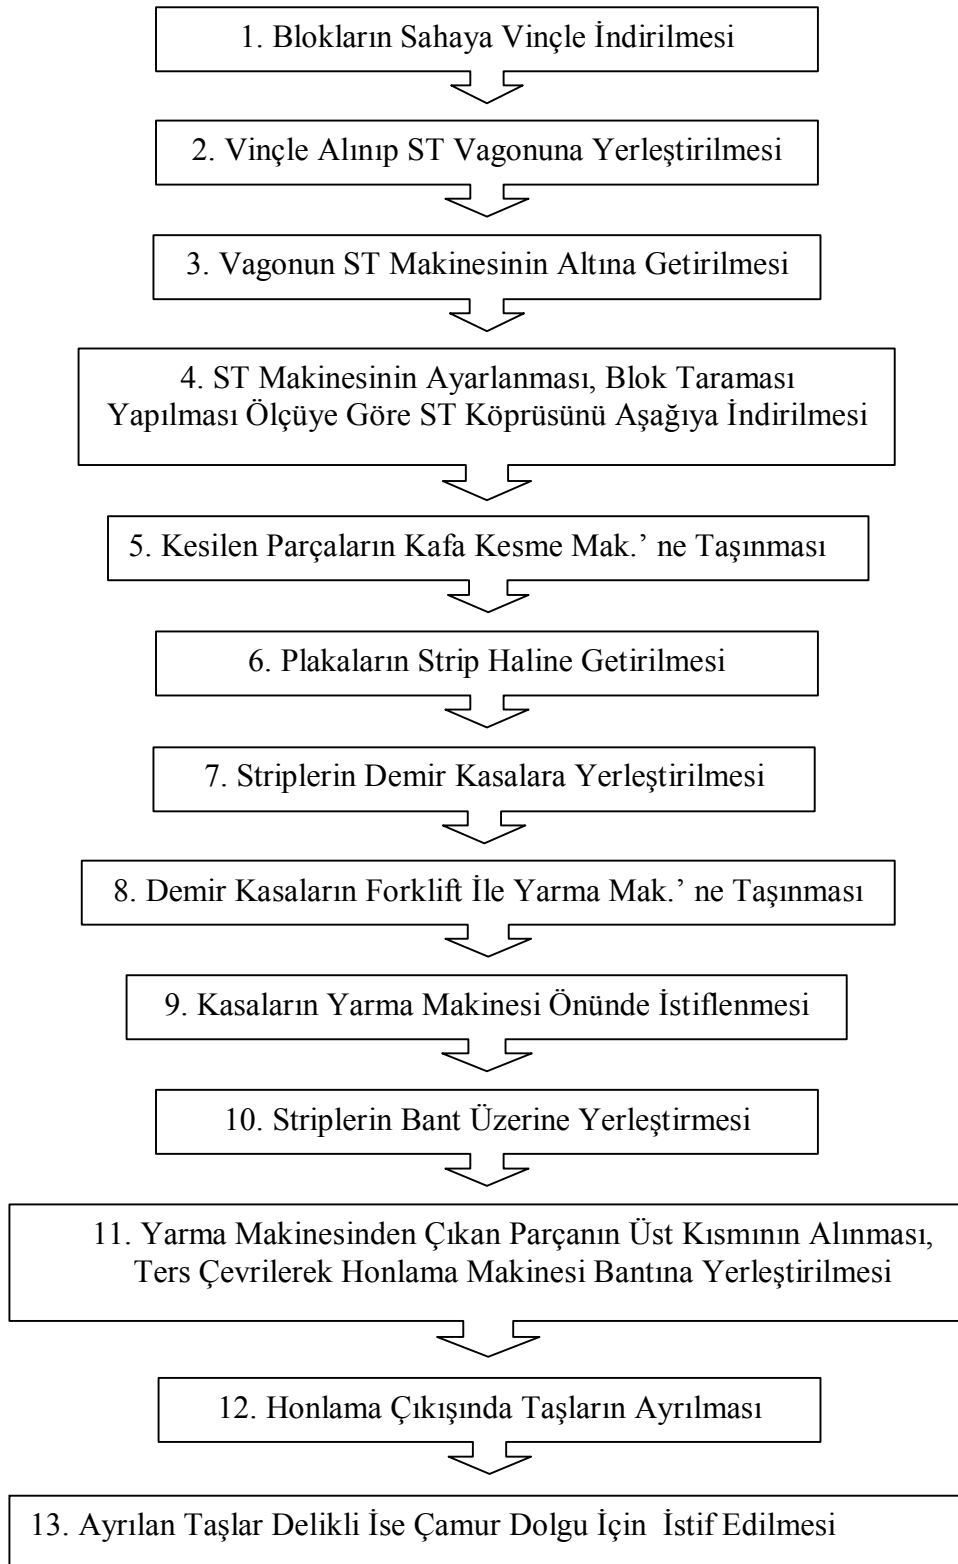 1. Blokların Sahaya Vinçle İndirilmesi
2. Vinçle Alınıp ST Vagonuna Yerleştirilmesi
3. Vagonun ST Makinesinin Altına Getirilmesi
4. ST Makinesinin Ayarlanması, Blok Taraması
Yapılması Ölçüye Göre ST Köprüsünü Aşağıya İndirilmesi
5. Kesilen Parçaların Kafa Kesme Mak.’ ne Taşınması
6. Plakaların Strip Haline Getirilmesi
7. Striplerin Demir Kasalara Yerleştirilmesi
8. Demir Kasaların Forklift İle Yarma Mak.’ ne Taşınması
9. Kasaların Yarma Makinesi Önünde İstiflenmesi
10. Striplerin Bant Üzerine Yerleştirmesi
11. Yarma Makinesinden Çıkan Parçanın Üst Kısmının Alınması,
Ters Çevrilerek Honlama Makinesi Bantına Yerleştirilmesi
12. Honlama Çıkışında Taşların Ayrılması
13. Ayrılan Taşlar Delikli İse Çamur Dolgu İçin İstif Edilmesi